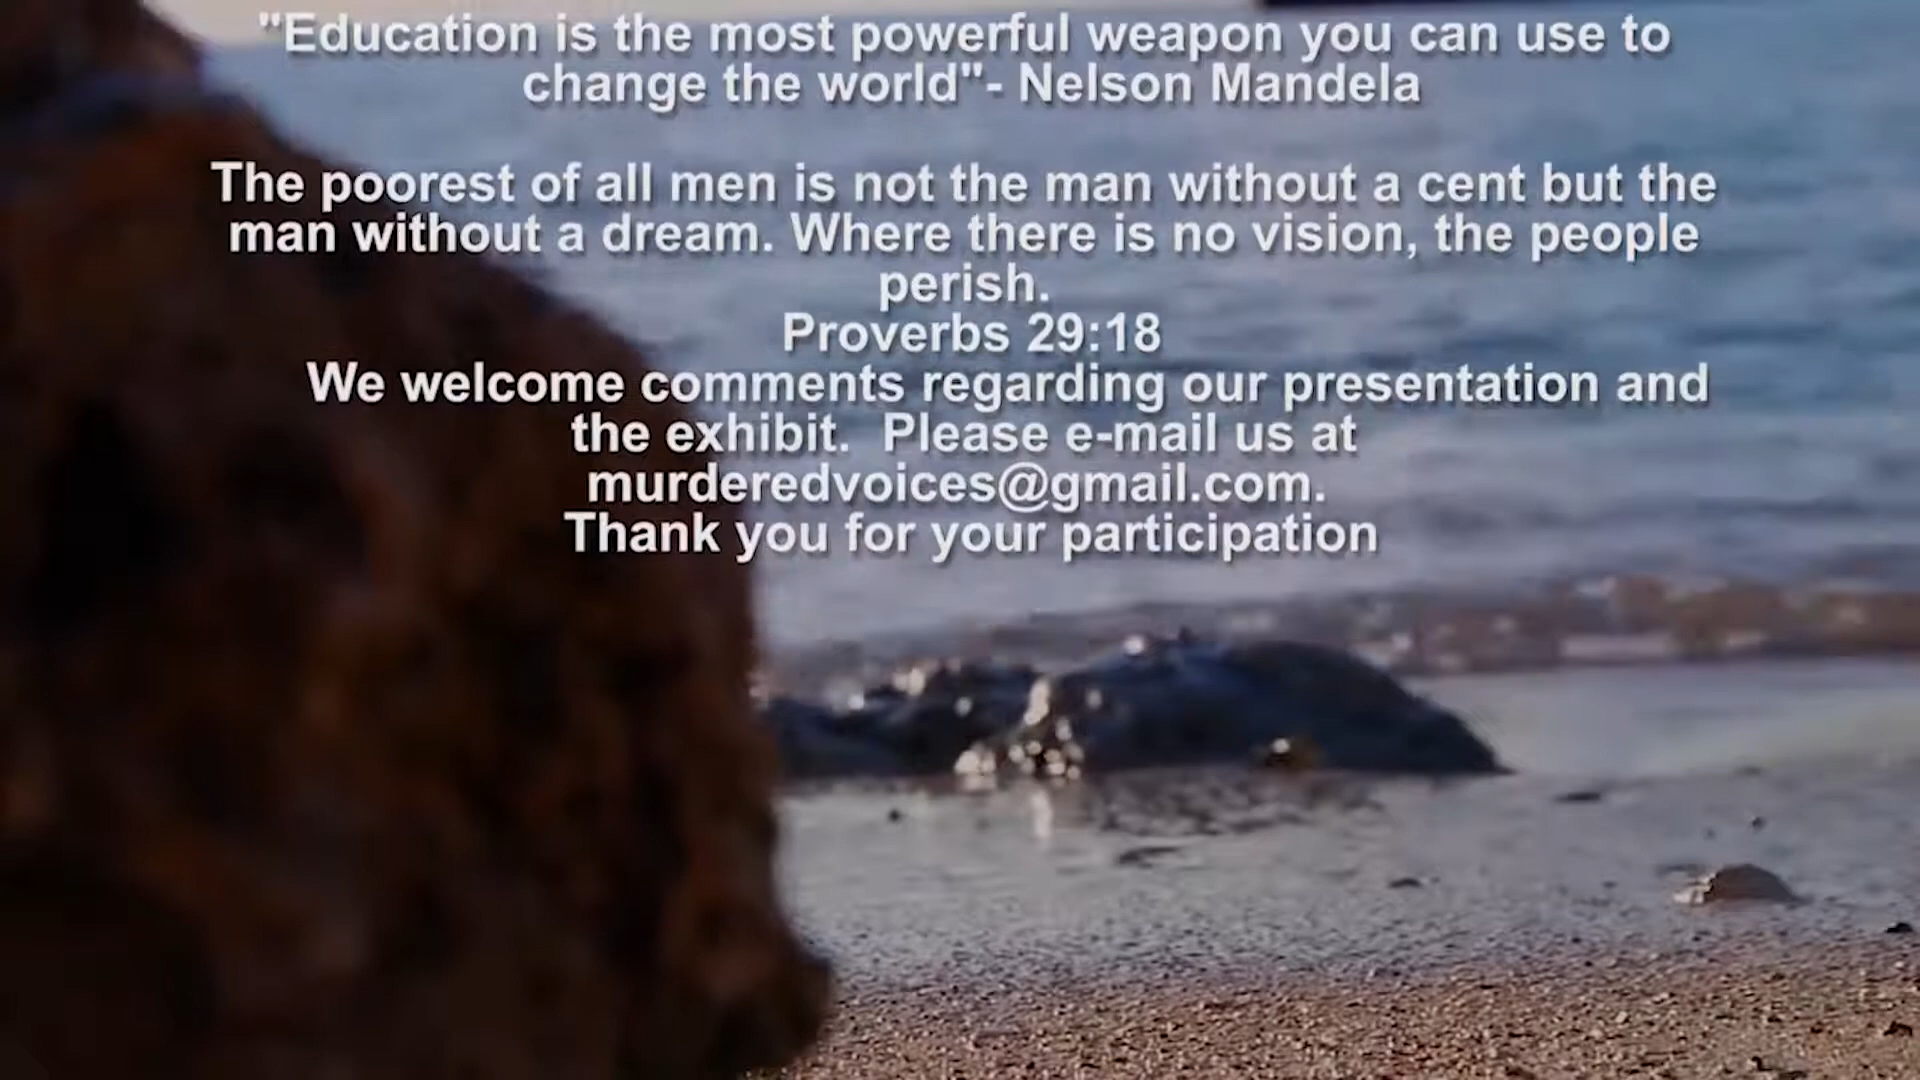 "Education is the most powerful weapon you can use to
change the world"- Nelson Mandela
The poorest of all men is not the man without a cent but the
man without a dream. Where there is no vision, the people
perish.
Proverbs 29:18
We welcome comments regarding our presentation and
the exhibit.  Please e-mail us at
murderedvoices@gmail.com.
Thank you for your participation